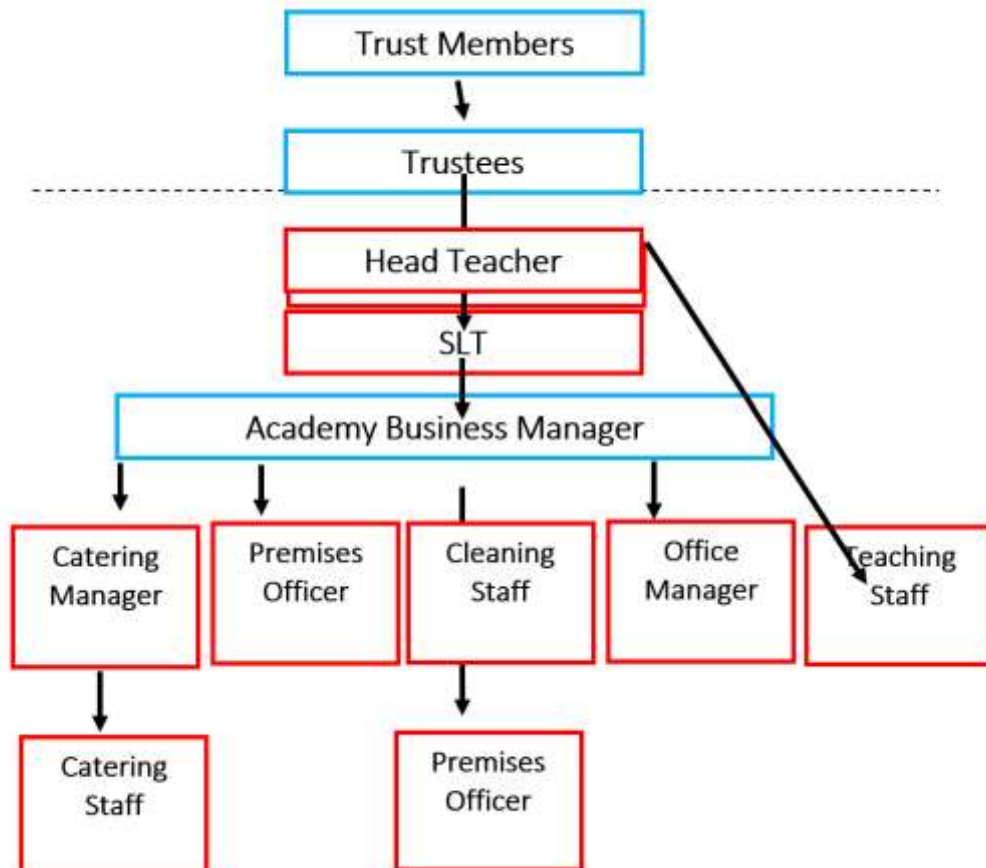 Trust Members
Trustees
Head Teacher
SLT
Academy Business Manager
Catering
Manager
Premises
Officer
Cleaning
Staff
Office
Manager
Teaching
Staff
Catering
Staff
Premises
Officer